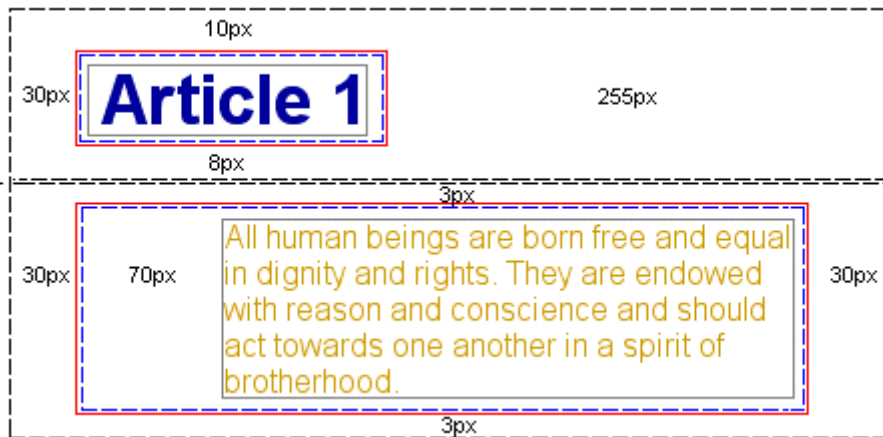 10px
30px
Article 1
255px
8px
3px
30px
70px
All human beings are born free and equal
in dignity and rights. They are endowed
with reason and conscience and should
act towards one another in a spirit of
brotherhood.
30px
3px